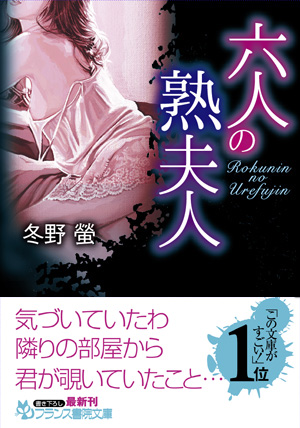 六人の
熟夫人
Rokunin
no
Urefujin
冬野 螢
気づいていたわ
隣りの部屋から
君が覗いていたこと…
「この文庫が
すごい!」
1位
書き下ろし 最新刊
フランス書院文庫